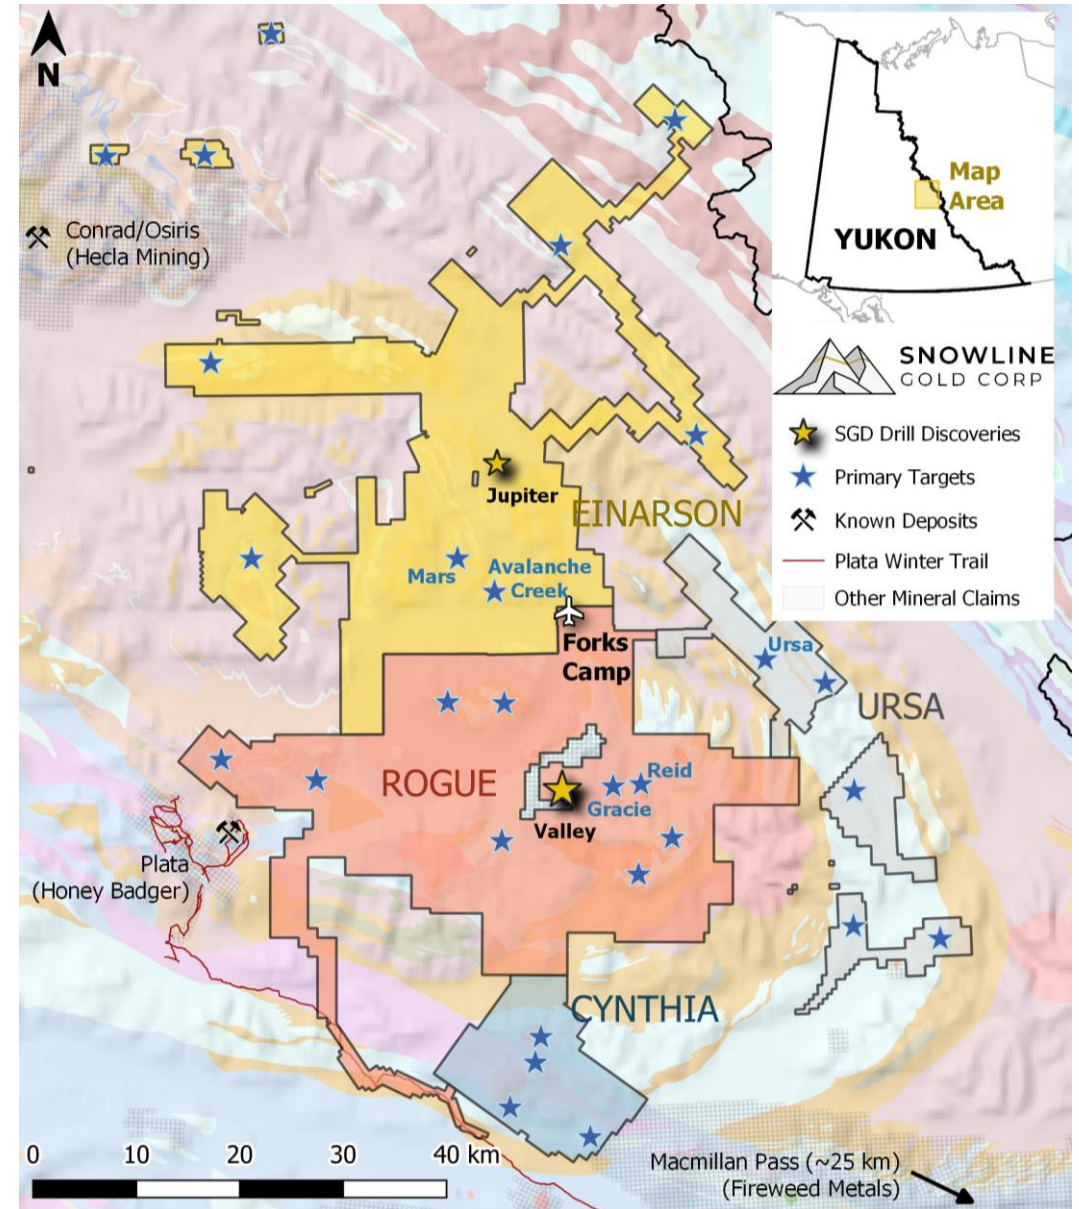 N
Conrad/Osiris
(Hecla Mining)
Map
Area
YUKON
SNOWLINE
GOLD CORP
SGD Drill Discoveries
Primary Targets
Known Deposits
Plata Winter Trail
Other Mineral Claims
Jupiter
EINARSON
Mars
Avalanche
Creek
Forks
Camp
Ursa
URSA
ROGUE
Reid
Gracie
Valley
Plata
(Honey Badger)
CYNTHIA
0 10 20 30 40 km
Macmillan Pass (~25 km)
(Fireweed Metals)